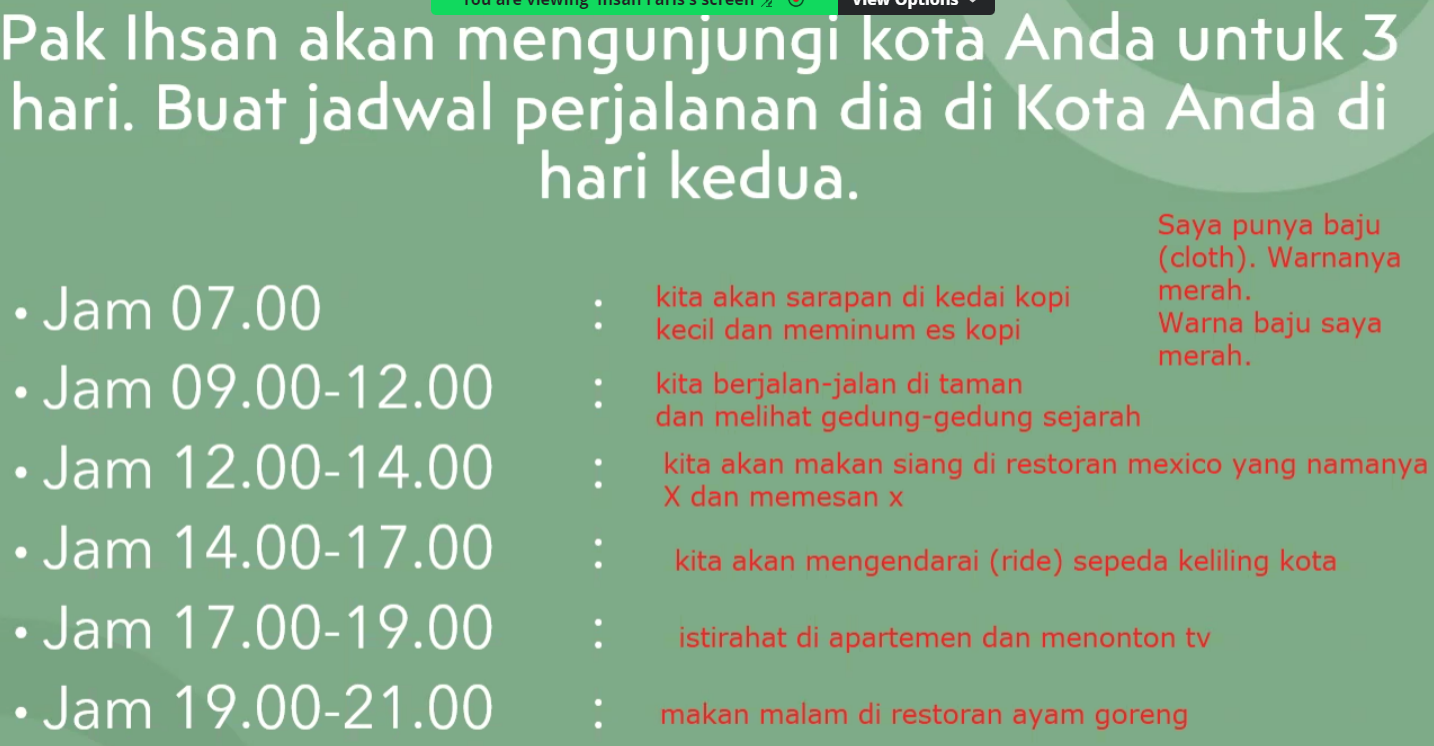 You are viewing Ihsan Faris's screen
View Options
Pak Ihsan akan mengunjungi kota Anda untuk 3
hari. Buat jadwal perjalanan dia di Kota Anda di
hari kedua.
Saya punya baju
(cloth). Warnanya
merah.
Warna baju saya
merah.
• Jam 07.00 : kita akan sarapan di kedai kopi
kecil dan meminum es kopi
• Jam 09.00-12.00 : kita berjalan-jalan di taman
dan melihat gedung-gedung sejarah
• Jam 12.00-14.00 : kita akan makan siang di restoran mexico yang namanya
X dan memesan x
• Jam 14.00-17.00 : kita akan mengendarai (ride) sepeda keliling kota
• Jam 17.00-19.00 : istirahat di apartemen dan menonton tv
• Jam 19.00-21.00 : makan malam di restoran ayam goreng